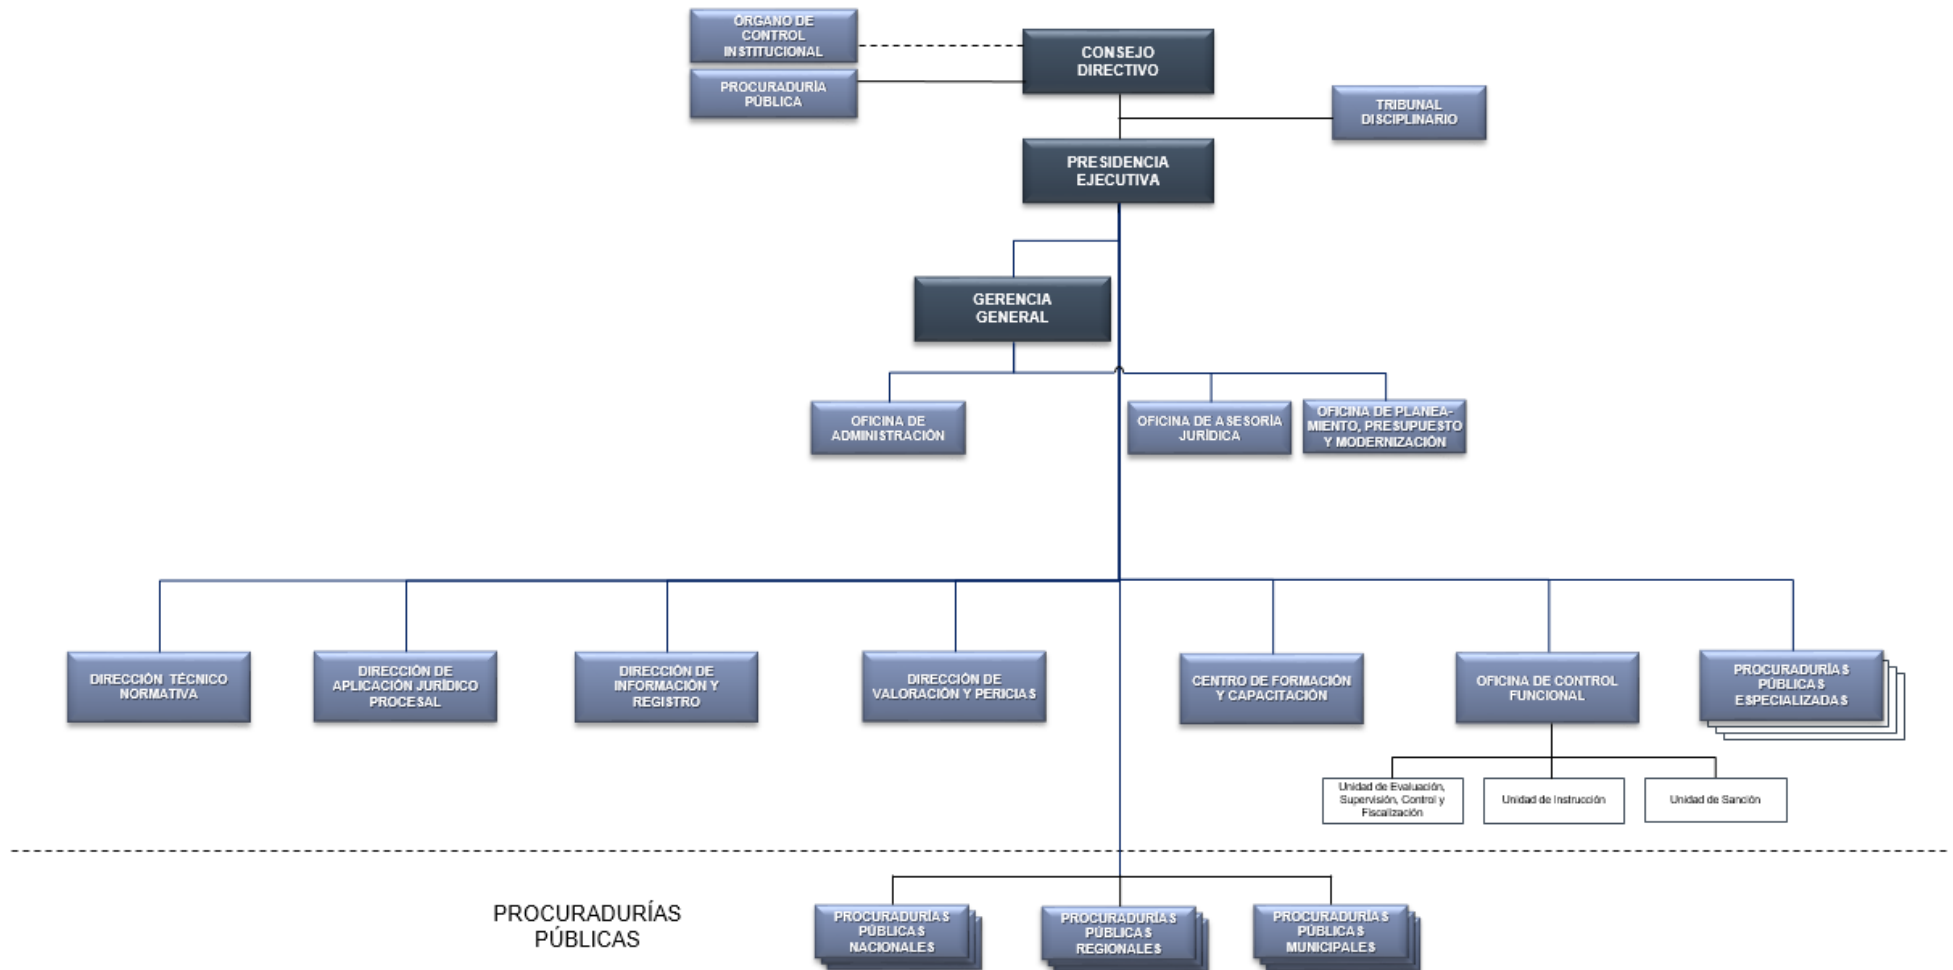 ÓRGANO DE
CONTROL
INSTITUCIONAL
CONSEJO
DIRECTIVO
PROCURADURÍA
PÚBLICA
TRIBUNAL
DISCIPLINARIO
PRESIDENCIA
EJECUTIVA
GERENCIA
GENERAL
OFICINA DE
ADMINISTRACIÓN
OFICINA DE ASESORÍA
JURÍDICA
OFICINA DE PLANEA-
MIENTO, PRESUPUESTO
Y MODERNIZACIÓN
DIRECCIÓN TÉCNICO
NORMATIVA
DIRECCIÓN DE
APLICACIÓN JURÍDICO
PROCESAL
DIRECCIÓN DE
INFORMACIÓN Y
REGISTRO
DIRECCIÓN DE
VALORACIÓN Y PERICIAS
CENTRO DE FORMACIÓN
Y CAPACITACIÓN
OFICINA DE CONTROL
FUNCIONAL
PROCURADURÍAS
PÚBLICAS
ESPECIALIZADAS
Unidad de Evaluación,
Supervisión, Control y
Fiscalización
Unidad de Instrucción
Unidad de Sanción
PROCURADURÍAS
PÚBLICAS
PROCURADURÍAS
PÚBLICAS
NACIONALES
PROCURADURÍAS
PÚBLICAS
REGIONALES
PROCURADURÍAS
PÚBLICAS
MUNICIPALES